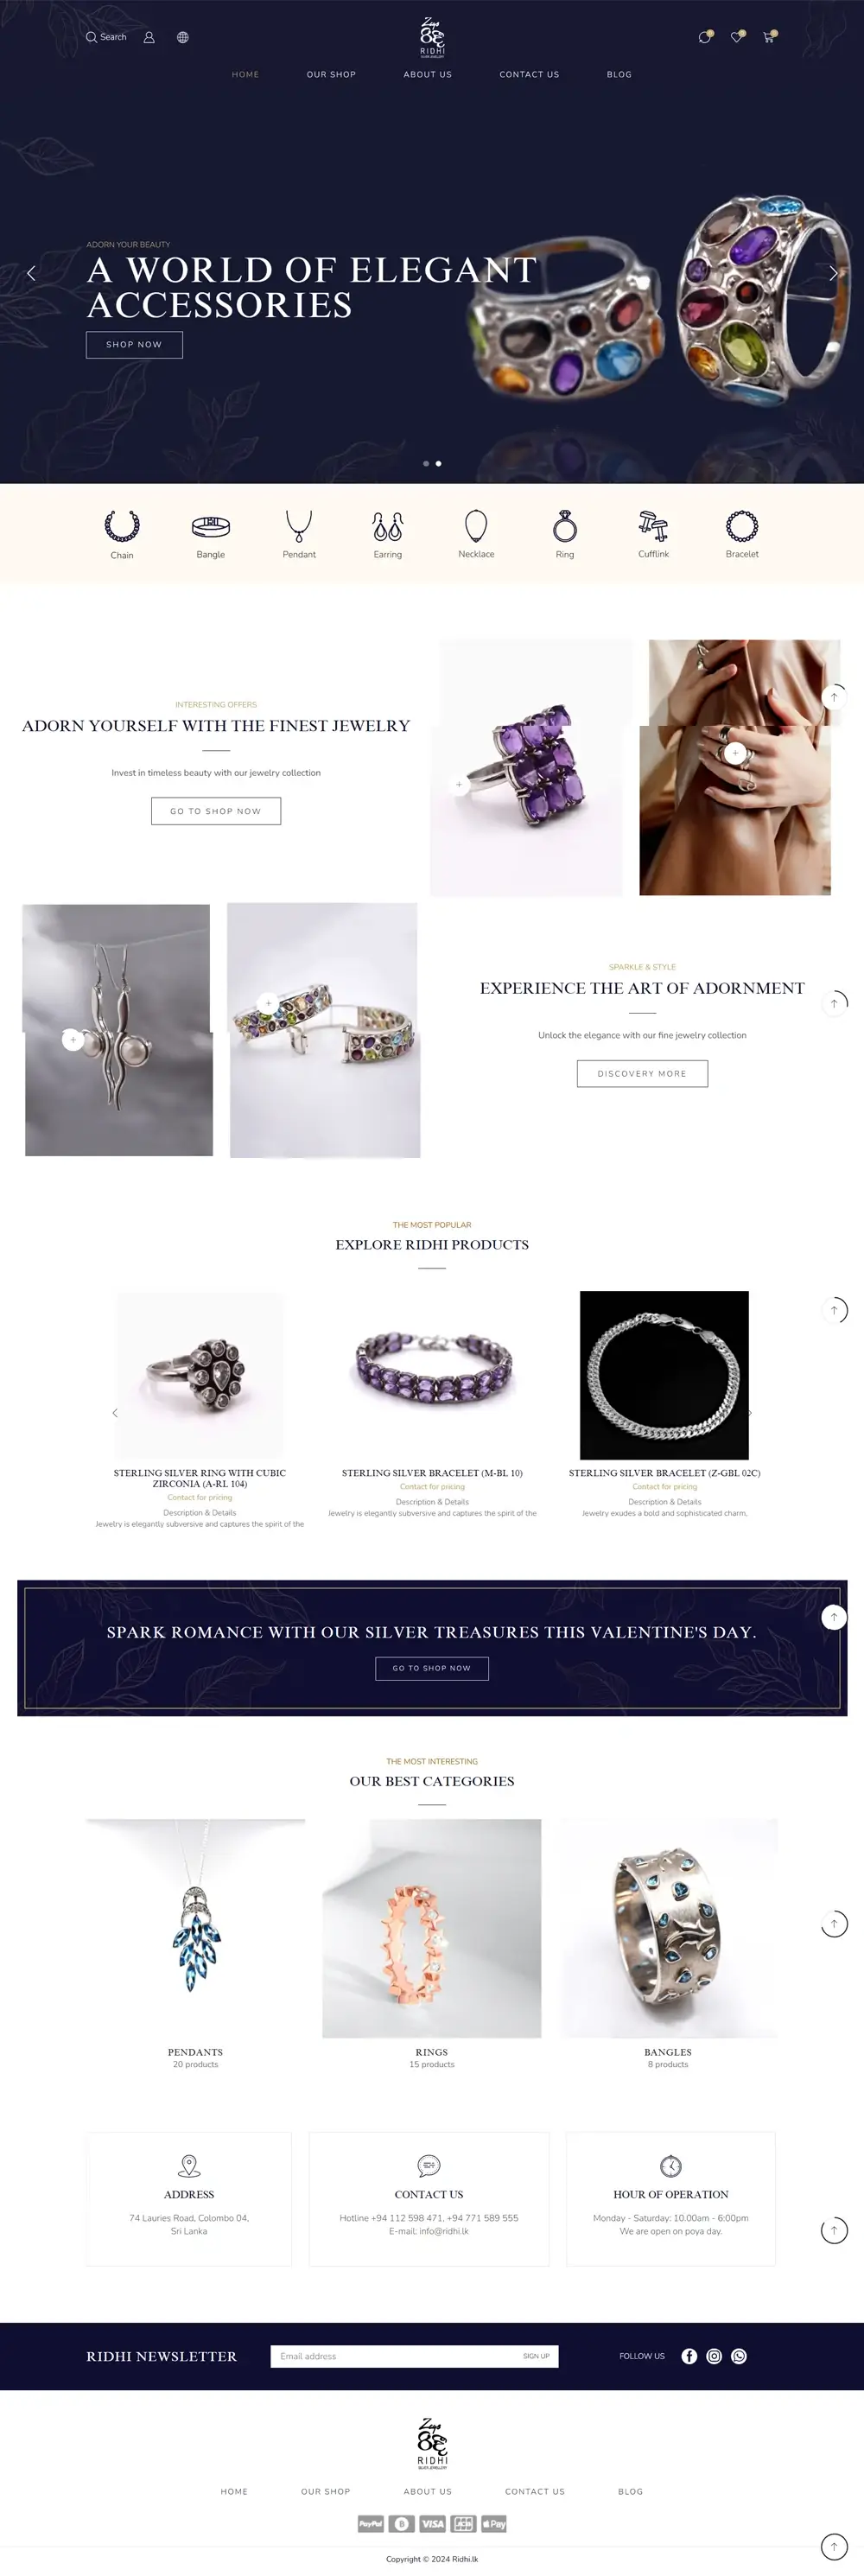 Search
RIDHI
HOME
OUR SHOP
ABOUT US
CONTACT US
BLOG
ADORN YOUR BEAUTY
A WORLD OF ELEGANT
ACCESSORIES
SHOP NOW
Chain
Bangle
Pendant
Earring
Necklace
Ring
Cufflink
Bracelet
INTERESTING OFFERS
ADORN YOURSELF WITH THE FINEST JEWELRY
Invest in timeless beauty with our jewelry collection
GO TO SHOP NOW
SPARKLE & STYLE
EXPERIENCE THE ART OF ADORNMENT
Unlock the elegance with our fine jewelry collection
DISCOVERY MORE
THE MOST POPULAR
EXPLORE RIDHI PRODUCTS
STERLING SILVER RING WITH CUBIC
ZIRCONIA (A-RL 104)
Contact for pricing
Description & Details
Jewelry is elegantly subversive and captures the spirit of the
STERLING SILVER BRACELET (M-BL 10)
Contact for pricing
Description & Details
Jewelry is elegantly subversive and captures the spirit of the
STERLING SILVER BRACELET (Z-GBL 02C)
Contact for pricing
Description & Details
Jewelry exudes a bold and sophisticated charm,
SPARK ROMANCE WITH OUR SILVER TREASURES THIS VALENTINE'S DAY.
GO TO SHOP NOW
THE MOST INTERESTING
OUR BEST CATEGORIES
PENDANTS
20 products
RINGS
15 products
BANGLES
8 products
ADDRESS
74 Lauries Road, Colombo 04,
Sri Lanka
CONTACT US
Hotline +94 112 598 471, +94 771 589 555
E-mail: info@ridhi.lk
HOUR OF OPERATION
Monday - Saturday: 10.00am - 6:00pm
We are open on poya day.
RIDHI NEWSLETTER
Email address
SIGN UP
FOLLOW US
RIDHI
HOME
OUR SHOP
ABOUT US
CONTACT US
BLOG
PayPal
VISA
JCB
Pay
Copyright © 2024 Ridhi.lk